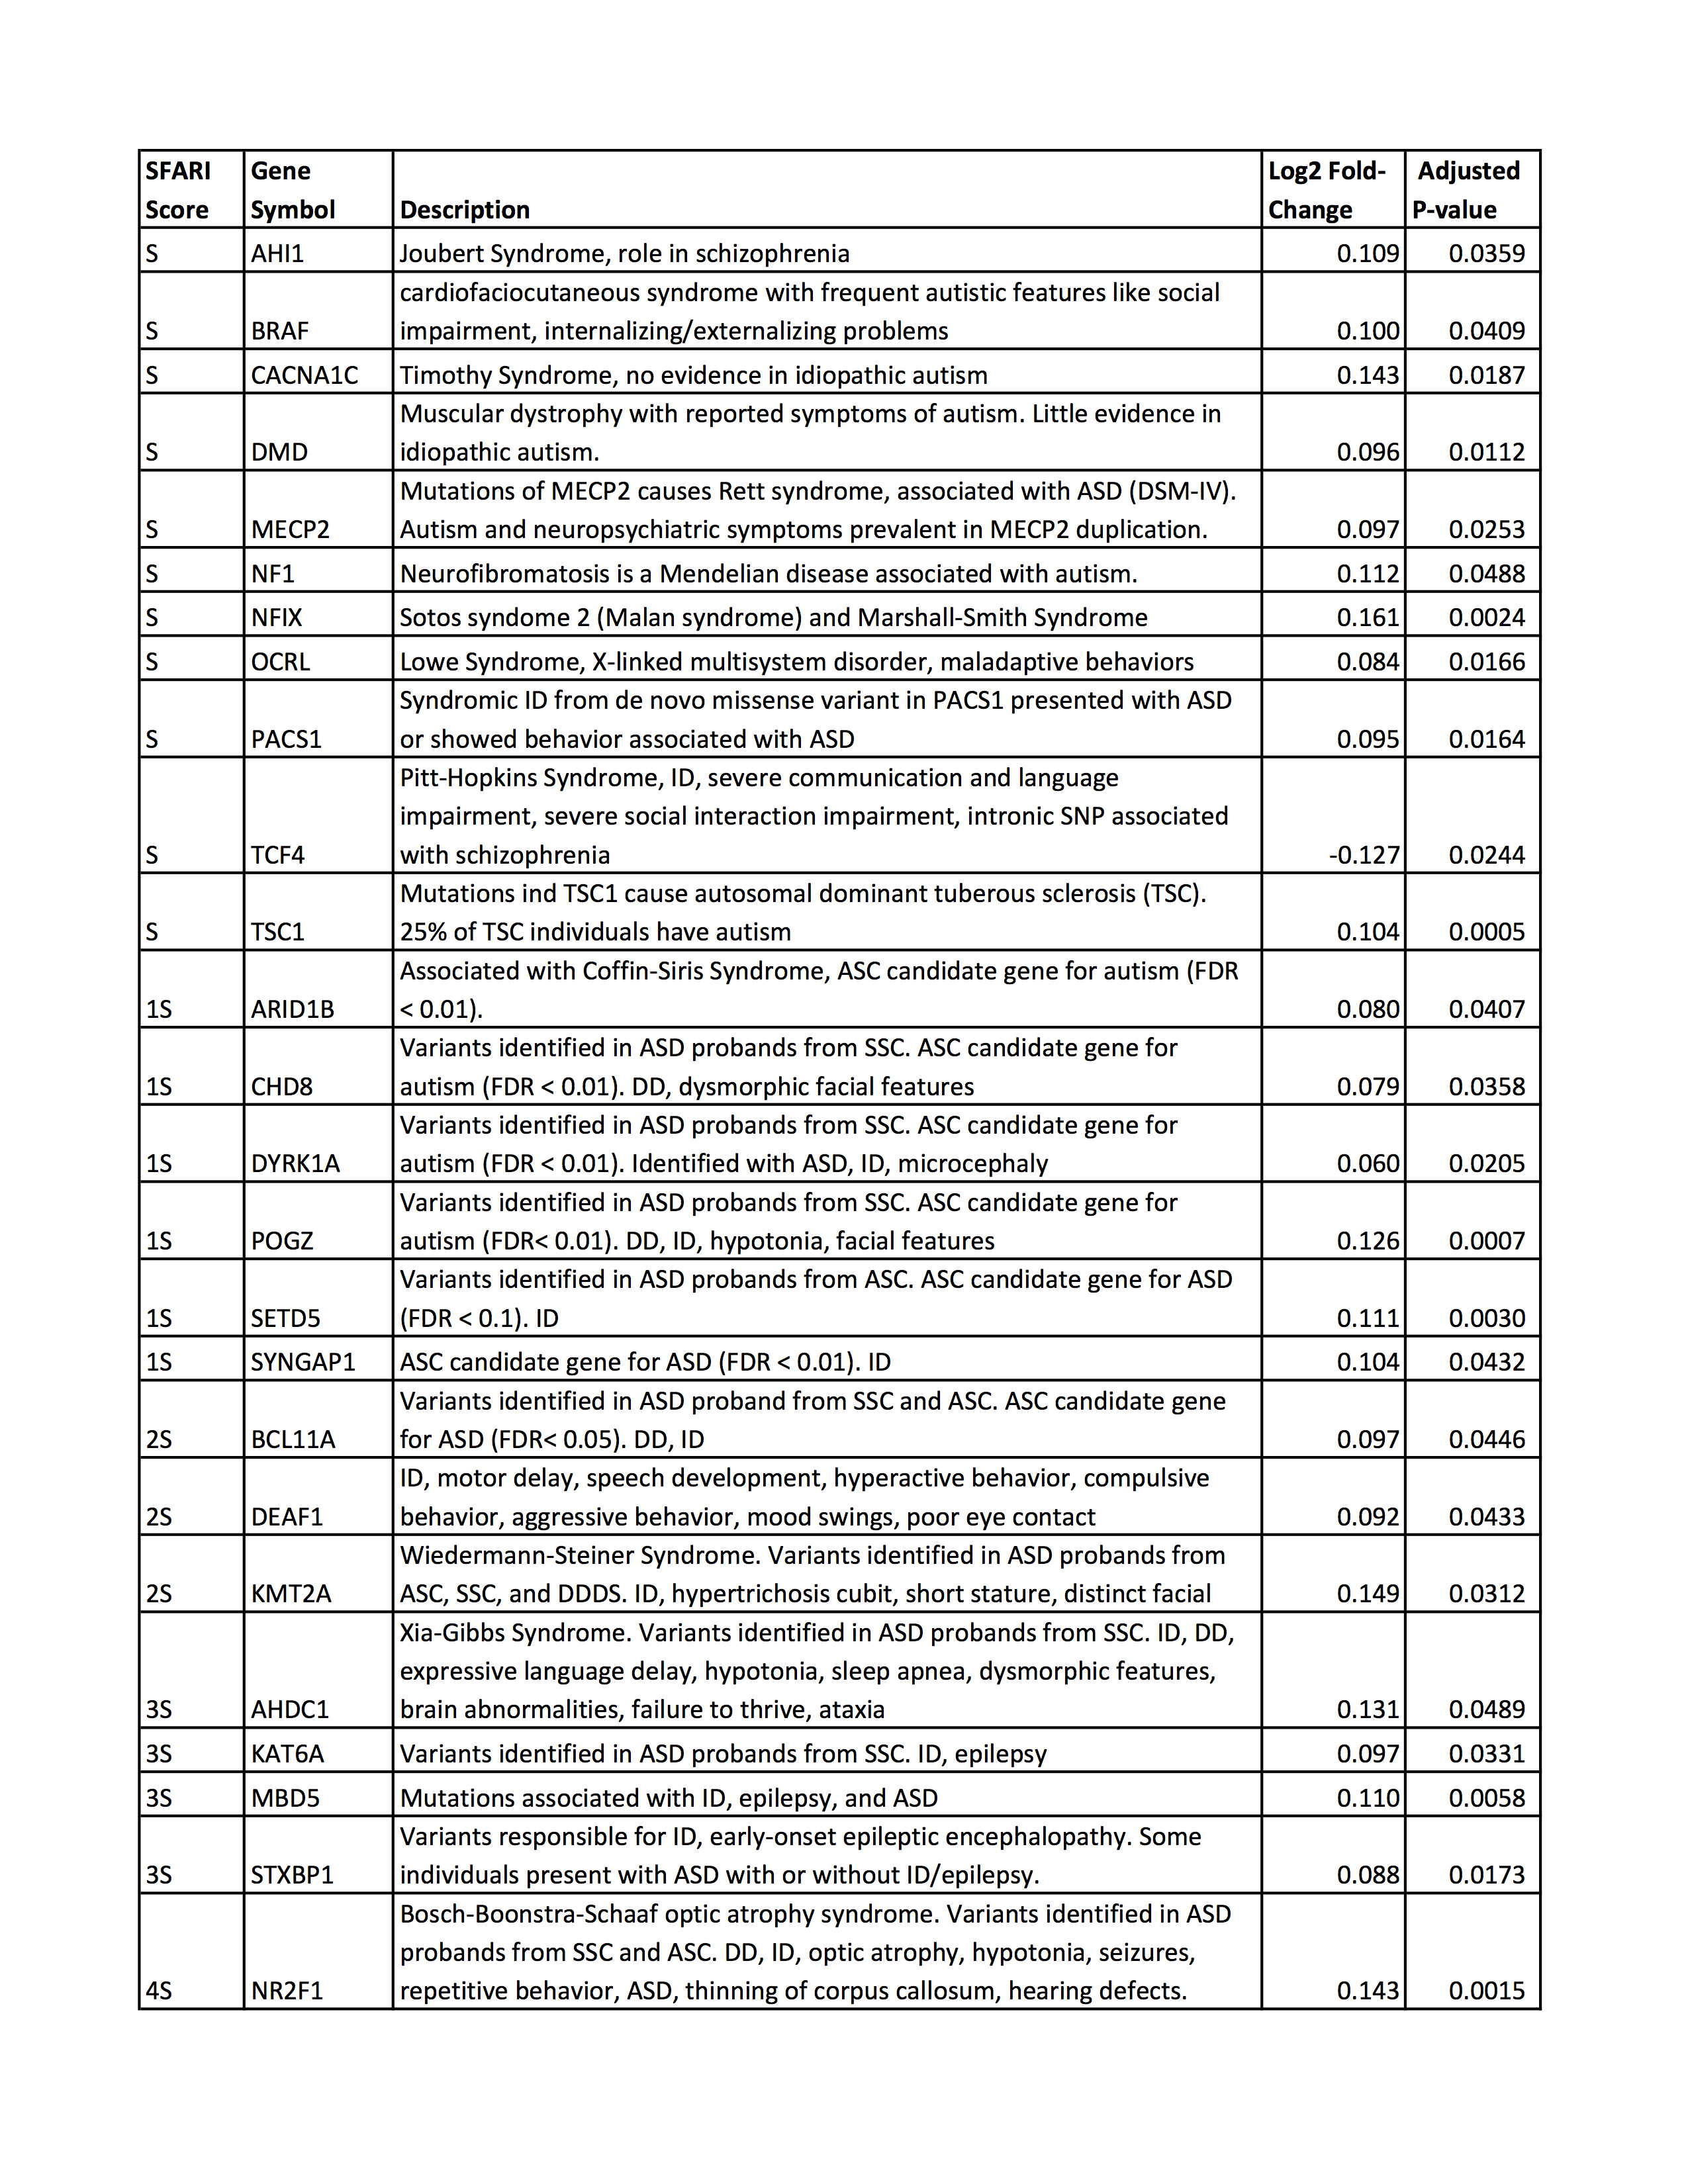 SFARI Gene Log2 Fold- Adjusted
Score Symbol Description Change P-value
S AHI1 Joubert Syndrome, role in schizophrenia 0.109 0.0359
cardiofaciocutaneous syndrome with frequent autistic features like social
S BRAF impairment, internalizing/externalizing problems 0.100 0.0409
S CACNA1C Timothy Syndrome, no evidence in idiopathic autism 0.143 0.0187
Muscular dystrophy with reported symptoms of autism. Little evidence in
S DMD idiopathic autism. 0.096 0.0112
Mutations of MECP2 causes Rett syndrome, associated with ASD (DSM-IV).
S MECP2 Autism and neuropsychiatric symptoms prevalent in MECP2 duplication. 0.097 0.0253
S NF1 Neurofibromatosis is a Mendelian disease associated with autism. 0.112 0.0488
S NFIX Sotos syndome 2 (Malan syndrome) and Marshall-Smith Syndrome 0.161 0.0024
S OCRL Lowe Syndrome, X-linked multisystem disorder, maladaptive behaviors 0.084 0.0166
Syndromic ID from de novo missense variant in PACS1 presented with ASD
S PACS1 or showed behavior associated with ASD 0.095 0.0164
Pitt-Hopkins Syndrome, ID, severe communication and language
impairment, severe social interaction impairment, intronic SNP associated
S TCF4 with schizophrenia -0.127 0.0244
Mutations ind TSC1 cause autosomal dominant tuberous sclerosis (TSC).
S TSC1 25% of TSC individuals have autism 0.104 0.0005
Associated with Coffin-Siris Syndrome, ASC candidate gene for autism (FDR
1S ARID1B < 0.01). 0.080 0.0407
Variants identified in ASD probands from SSC. ASC candidate gene for
1S CHD8 autism (FDR < 0.01). DD, dysmorphic facial features 0.079 0.0358
Variants identified in ASD probands from SSC. ASC candidate gene for
1S DYRK1A autism (FDR < 0.01). Identified with ASD, ID, microcephaly 0.060 0.0205
Variants identified in ASD probands from SSC. ASC candidate gene for
1S POGZ autism (FDR< 0.01). DD, ID, hypotonia, facial features 0.126 0.0007
Variants identified in ASD probands from ASC. ASC candidate gene for ASD
1S SETD5 (FDR < 0.1). ID 0.111 0.0030
1S SYNGAP1 ASC candidate gene for ASD (FDR < 0.01). ID 0.104 0.0432
Variants identified in ASD proband from SSC and ASC. ASC candidate gene
2S BCL11A for ASD (FDR< 0.05). DD, ID 0.097 0.0446
ID, motor delay, speech development, hyperactive behavior, compulsive
2S DEAF1 behavior, aggressive behavior, mood swings, poor eye contact 0.092 0.0433
Wiedermann-Steiner Syndrome. Variants identified in ASD probands from
2S KMT2A ASC, SSC, and DDDS. ID, hypertrichosis cubit, short stature, distinct facial 0.149 0.0312
Xia-Gibbs Syndrome. Variants identified in ASD probands from SSC. ID, DD,
expressive language delay, hypotonia, sleep apnea, dysmorphic features,
3S AHDC1 brain abnormalities, failure to thrive, ataxia 0.131 0.0489
3S KAT6A Variants identified in ASD probands from SSC. ID, epilepsy 0.097 0.0331
3S MBD5 Mutations associated with ID, epilepsy, and ASD 0.110 0.0058
Variants responsible for ID, early-onset epileptic encephalopathy. Some
3S STXBP1 individuals present with ASD with or without ID/epilepsy. 0.088 0.0173
Bosch-Boonstra-Schaaf optic atrophy syndrome. Variants identified in ASD
probands from SSC and ASC. DD, ID, optic atrophy, hypotonia, seizures,
4S NR2F1 repetitive behavior, ASD, thinning of corpus callosum, hearing defects. 0.143 0.0015